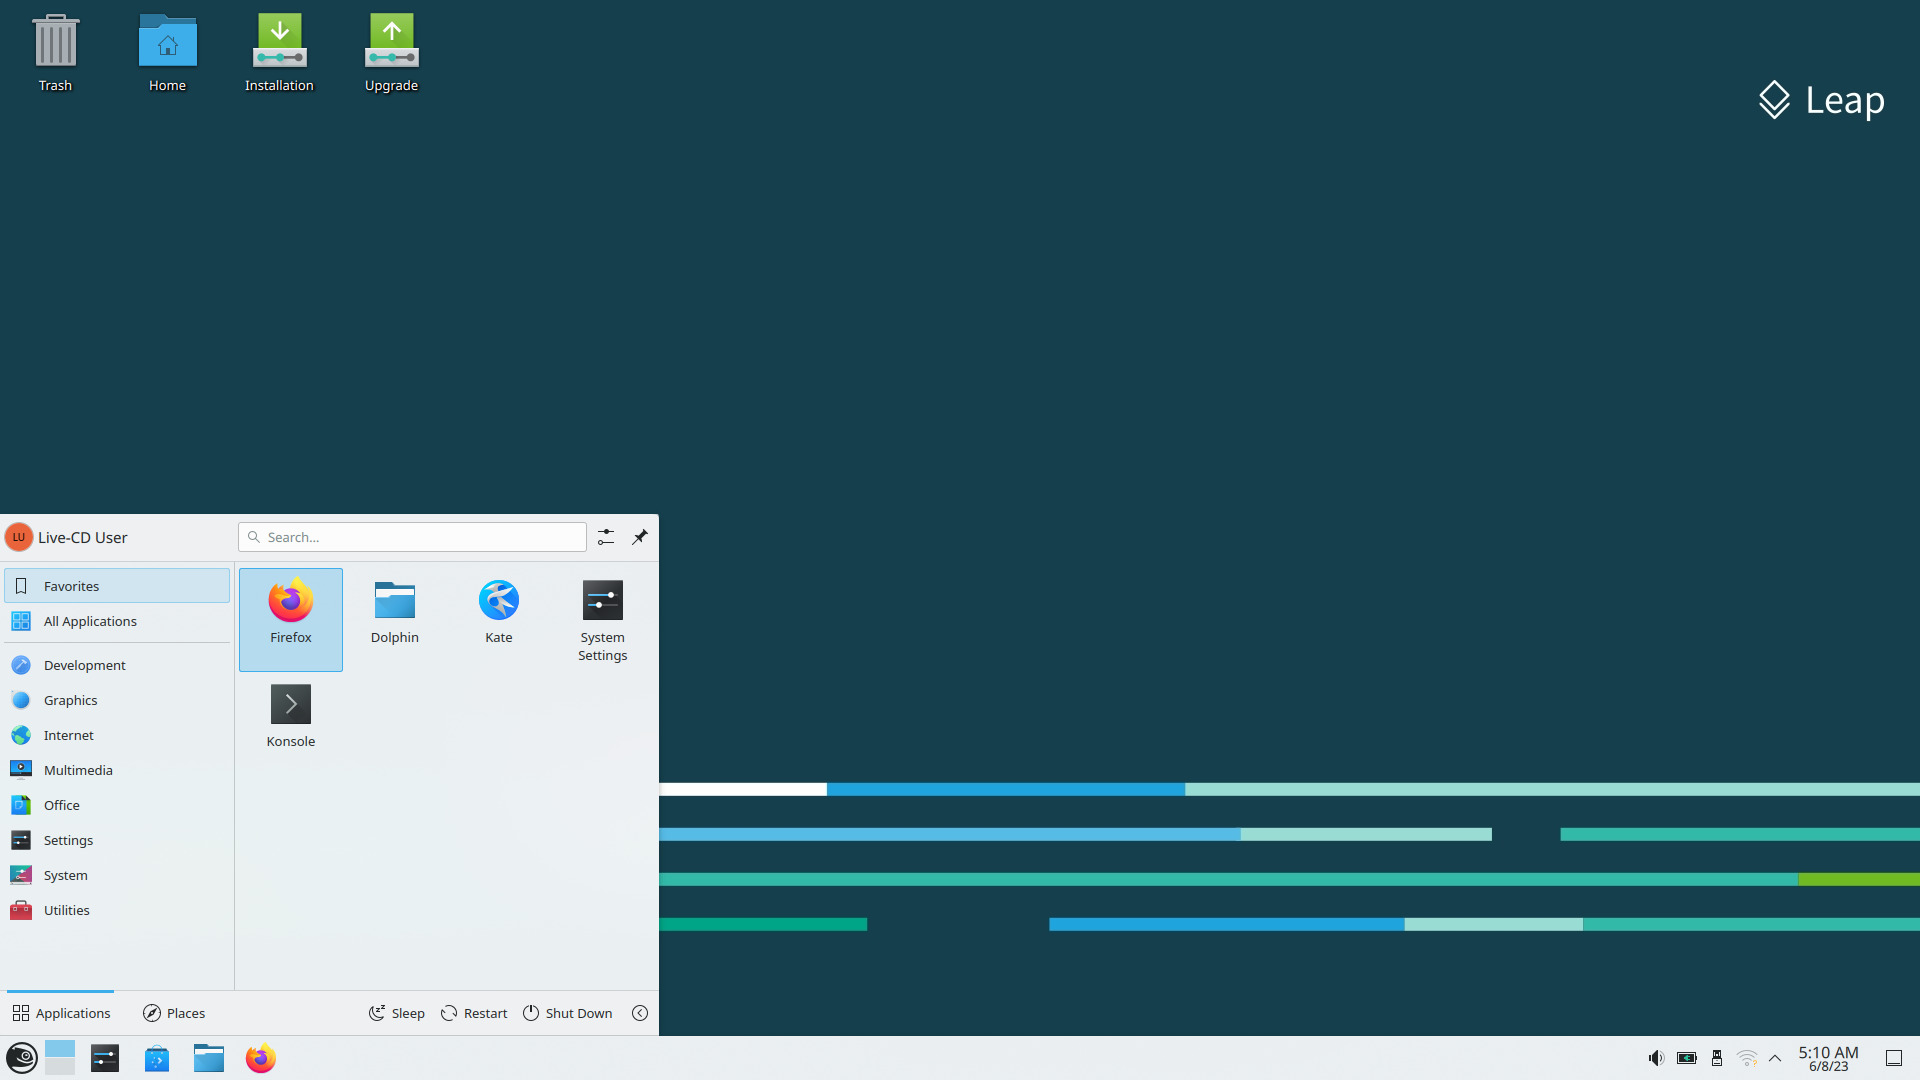 Trash
Home
Installation
Upgrade
Leap
LU
Live-CD User
Search...
Favorites
All Applications
Development
Graphics
Internet
Multimedia
Office
Settings
System
Utilities
Firefox
Dolphin
Kate
System
Settings
Konsole
Applications
Places
Sleep
Restart
Shut Down
5:10 AM
6/8/23